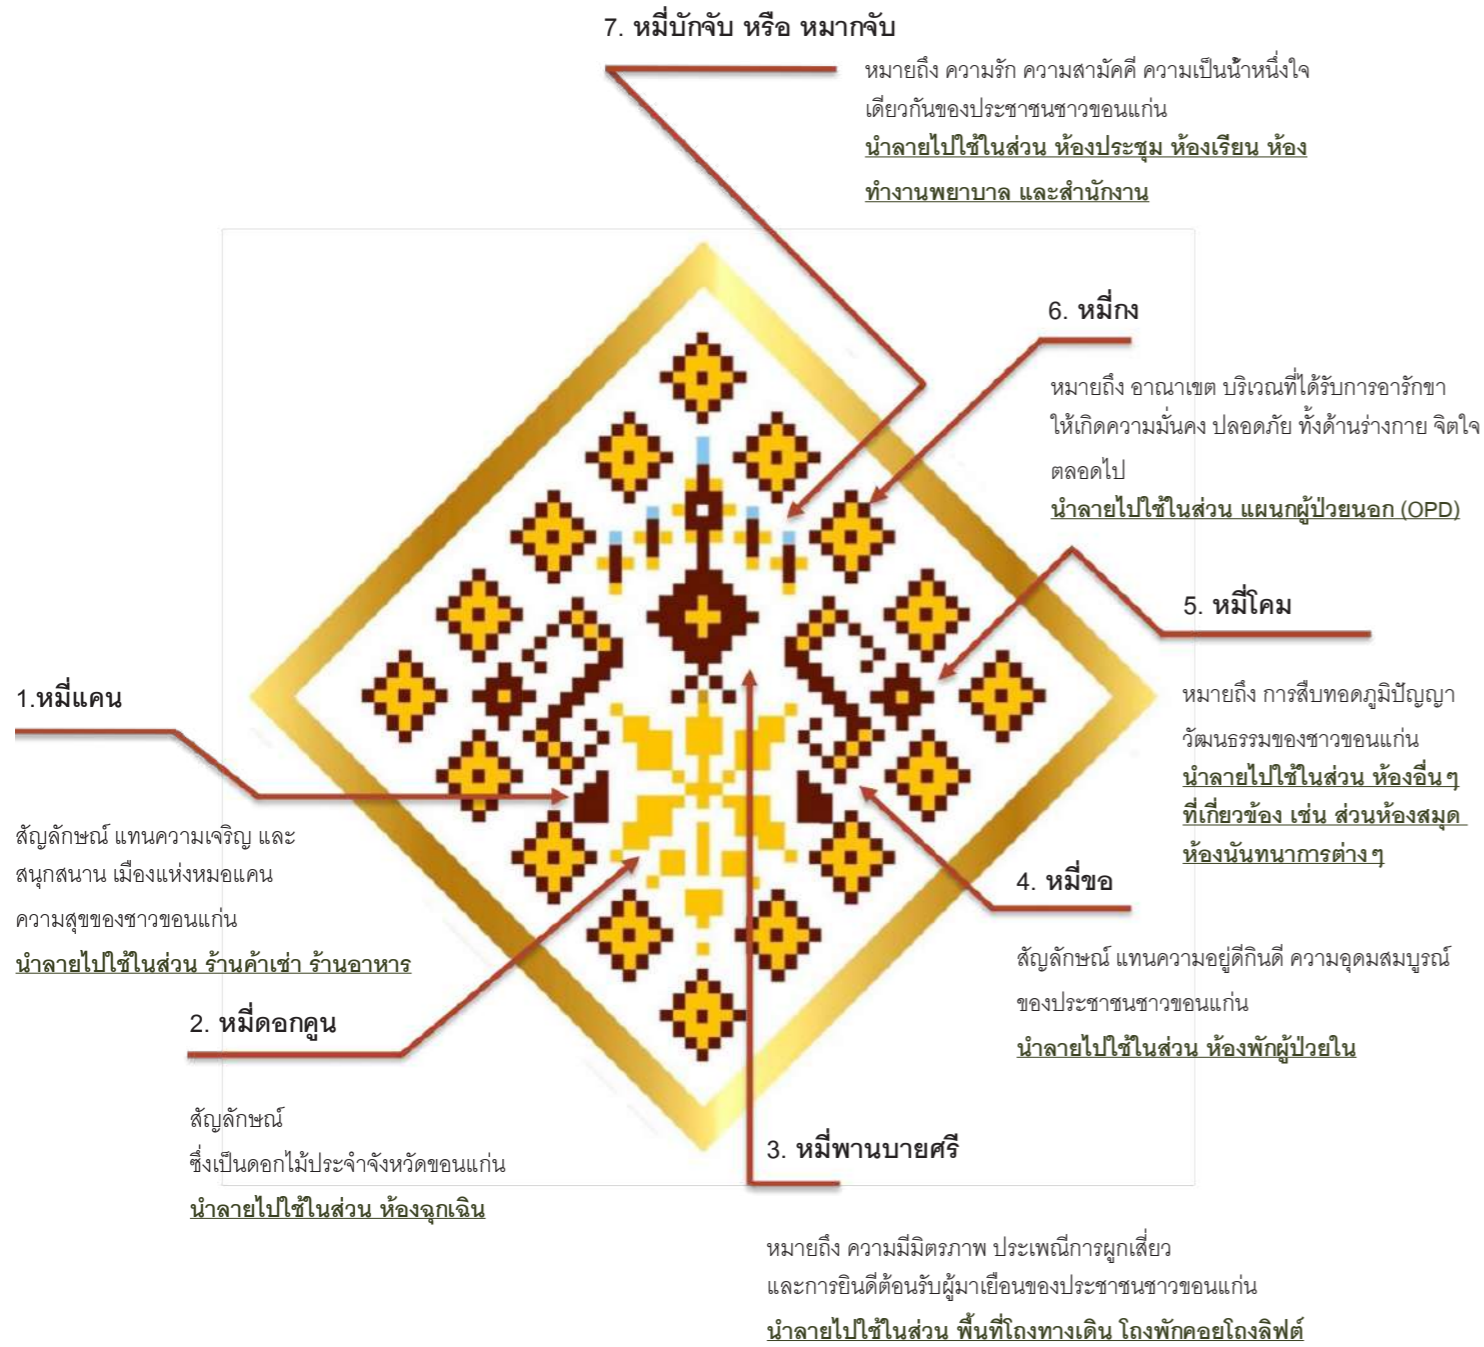 7. หมี่บักจับ หรือ หมากจับ
หมายถึง ความรัก ความสามัคคี ความเป็นน้ำหนึ่งใจ
เดียวกันของประชาชนชาวขอนแก่น
นำลายไปใช้ในส่วน ห้องประชุม ห้องเรียน ห้อง
ทำงานพยาบาล และสำนักงาน
6. หมี่กง
หมายถึง อาณาเขต บริเวณที่ได้รับการอารักขา
ให้เกิดความมั่นคง ปลอดภัย ทั้งด้านร่างกาย จิตใจ
ตลอดไป
นำลายไปใช้ในส่วน แผนกผู้ป่วยนอก (OPD)
5. หมี่โคม
หมายถึง การสืบทอดภูมิปัญญา
วัฒนธรรมของชาวขอนแก่น
นำลายไปใช้ในส่วน ห้องอื่นๆ
ที่เกี่ยวข้อง เช่น ส่วนห้องสมุด
ห้องนันทนาการต่างๆ
1.หมี่แคน
สัญลักษณ์ แทนความเจริญ และ
สนุกสนาน เมืองแห่งหมอแคน
ความสุขของชาวขอนแก่น
นำลายไปใช้ในส่วน ร้านค้าเช่า ร้านอาหาร
4. หมี่ขอ
สัญลักษณ์ แทนความอยู่ดีกินดี ความอุดมสมบูรณ์
ของประชาชนชาวขอนแก่น
นำลายไปใช้ในส่วน ห้องพักผู้ป่วยใน
2. หมี่ดอกคูน
สัญลักษณ์
ซึ่งเป็นดอกไม้ประจำจังหวัดขอนแก่น
นำลายไปใช้ในส่วน ห้องฉุกเฉิน
3. หมี่พานบายศรี
หมายถึง ความมีมิตรภาพ ประเพณีการผูกเสี่ยว
และการยินดีต้อนรับผู้มาเยือนของประชาชนชาวขอนแก่น
นำลายไปใช้ในส่วน พื้นที่โถงทางเดิน โถงพักคอยโถงลิฟต์